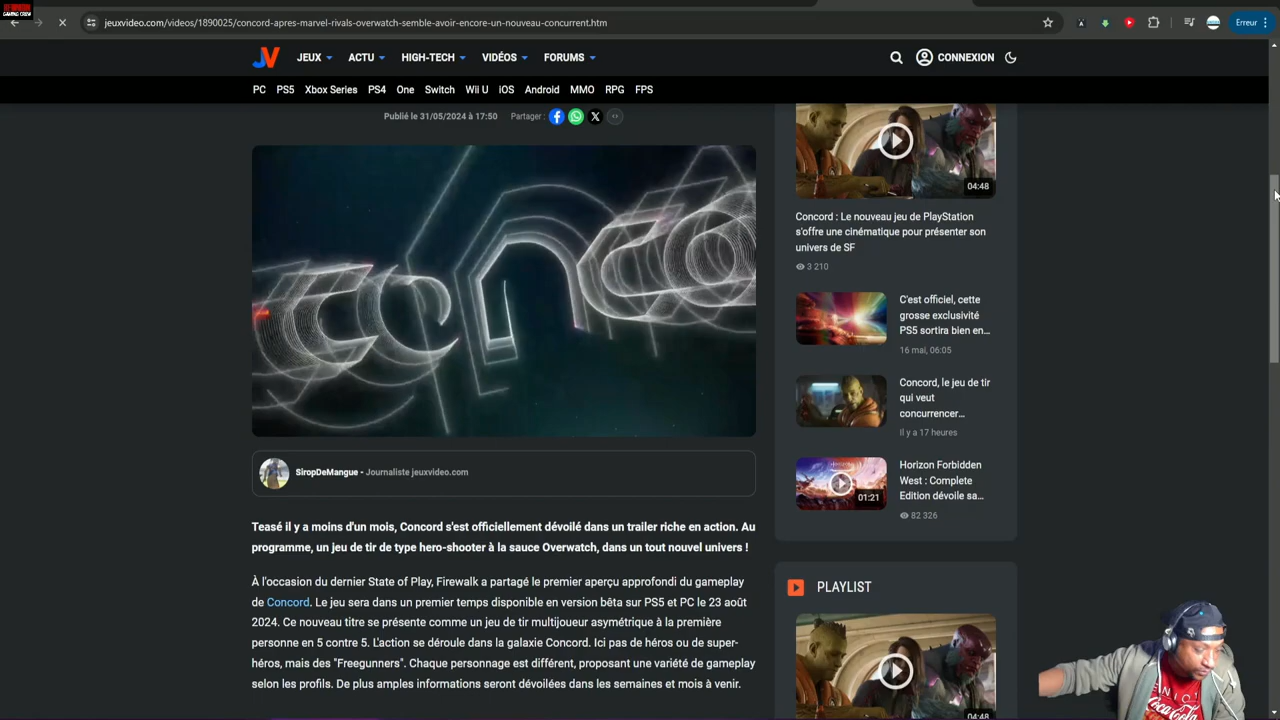 jeuxvideo.com/videos/1890025/concord-apres-marvel-rivals-overwatch-semble-avoir-encore-un-nouveau-concurrent.htm
Erreur
JV
JEUX
ACTU
HIGH-TECH
VIDÉOS
FORUMS
CONNEXION
PC
PS5
Xbox Series
PS4
One
Switch
Wii U
iOS
Android
MMO
RPG
FPS
Publié le 31/05/2024 à 17:50
Partager :
SiropDeMangue - Journaliste jeuxvideo.com
Teasé il y a moins d'un mois, Concord s'est officiellement dévoilé dans un trailer riche en action. Au
programme, un jeu de tir de type hero-shooter à la sauce Overwatch, dans un tout nouvel univers !
À l'occasion du dernier State of Play, Firewalk a partagé le premier aperçu approfondi du gameplay
de Concord. Le jeu sera dans un premier temps disponible en version bêta sur PS5 et PC le 23 août
2024. Ce nouveau titre se présente comme un jeu de tir multijoueur asymétrique à la première
personne en 5 contre 5. L'action se déroule dans la galaxie Concord. Ici pas de héros ou de super-
héros, mais des "Freegunners". Chaque personnage est différent, proposant une variété de gameplay
selon les profils. De plus amples informations seront dévoilées dans les semaines et mois à venir.
04:48
Concord : Le nouveau jeu de PlayStation
s'offre une cinématique pour présenter son
univers de SF
3 210
C'est officiel, cette
grosse exclusivité
PS5 sortira bien en...
16 mai, 06:05
Concord, le jeu de tir
qui veut
concurrencer...
Il y a 17 heures
01:21
Horizon Forbidden
West : Complete
Edition dévoile sa...
82 326
PLAYLIST
04:48
Coca-Cola